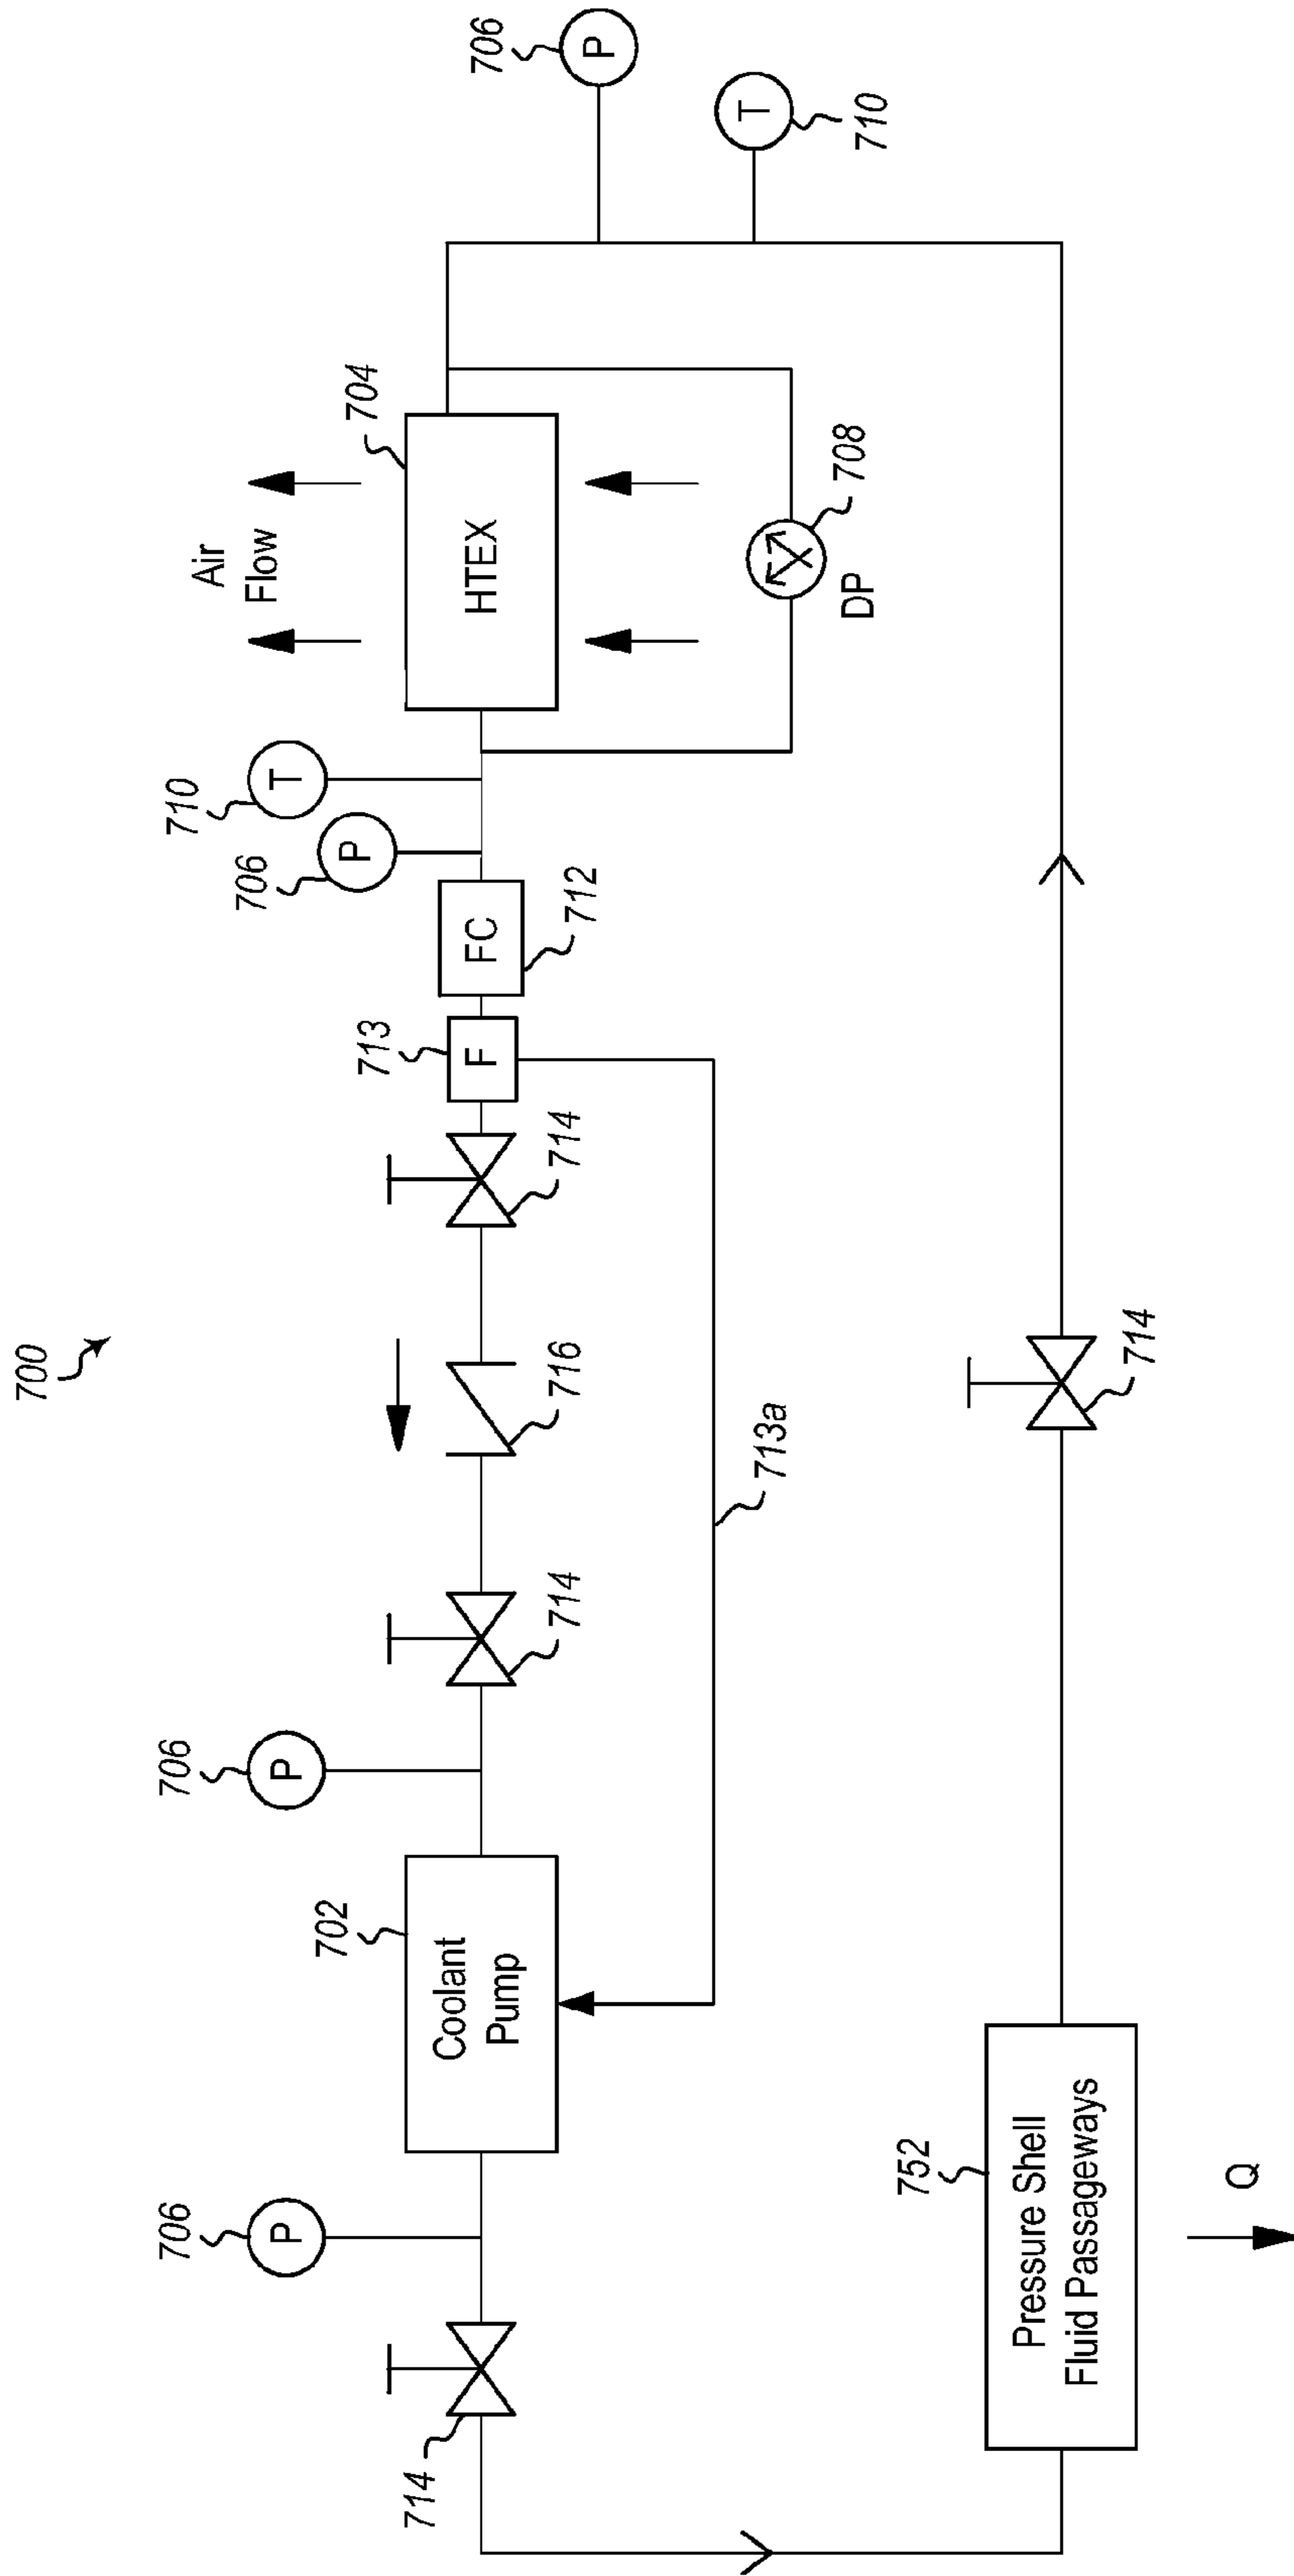 700
706
P
T
710
704
Air
Flow
HTEX
708
DP
710
T
706
P
FC
712
713
F
714
716
713a
714
714
706
P
702
Coolant
Pump
706
P
714
752
Pressure Shell
Fluid Passageways
Q